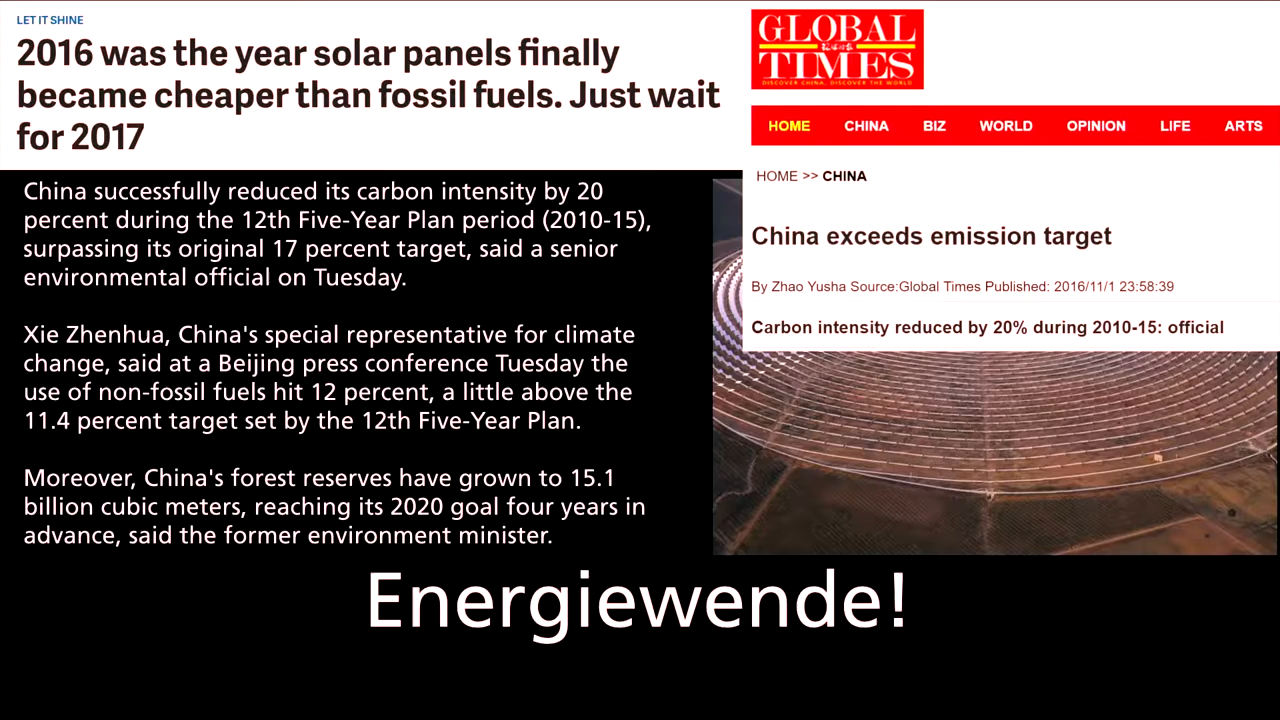 LET IT SHINE
2016 was the year solar panels finally
became cheaper than fossil fuels. Just wait
for 2017
China successfully reduced its carbon intensity by 20
percent during the 12th Five-Year Plan period (2010-15),
surpassing its original 17 percent target, said a senior
environmental official on Tuesday.
Xie Zhenhua, China's special representative for climate
change, said at a Beijing press conference Tuesday the
use of non-fossil fuels hit 12 percent, a little above the
11.4 percent target set by the 12th Five-Year Plan.
Moreover, China's forest reserves have grown to 15.1
billion cubic meters, reaching its 2020 goal four years in
advance, said the former environment minister.
GLOBAL
TIMES
DISCOVER CHINA, DISCOVER THE WORLD
HOME CHINA BIZ WORLD OPINION LIFE ARTS
HOME >> CHINA
China exceeds emission target
By Zhao Yusha Source:Global Times Published: 2016/11/1 23:58:39
Carbon intensity reduced by 20% during 2010-15: official
Energiewende!